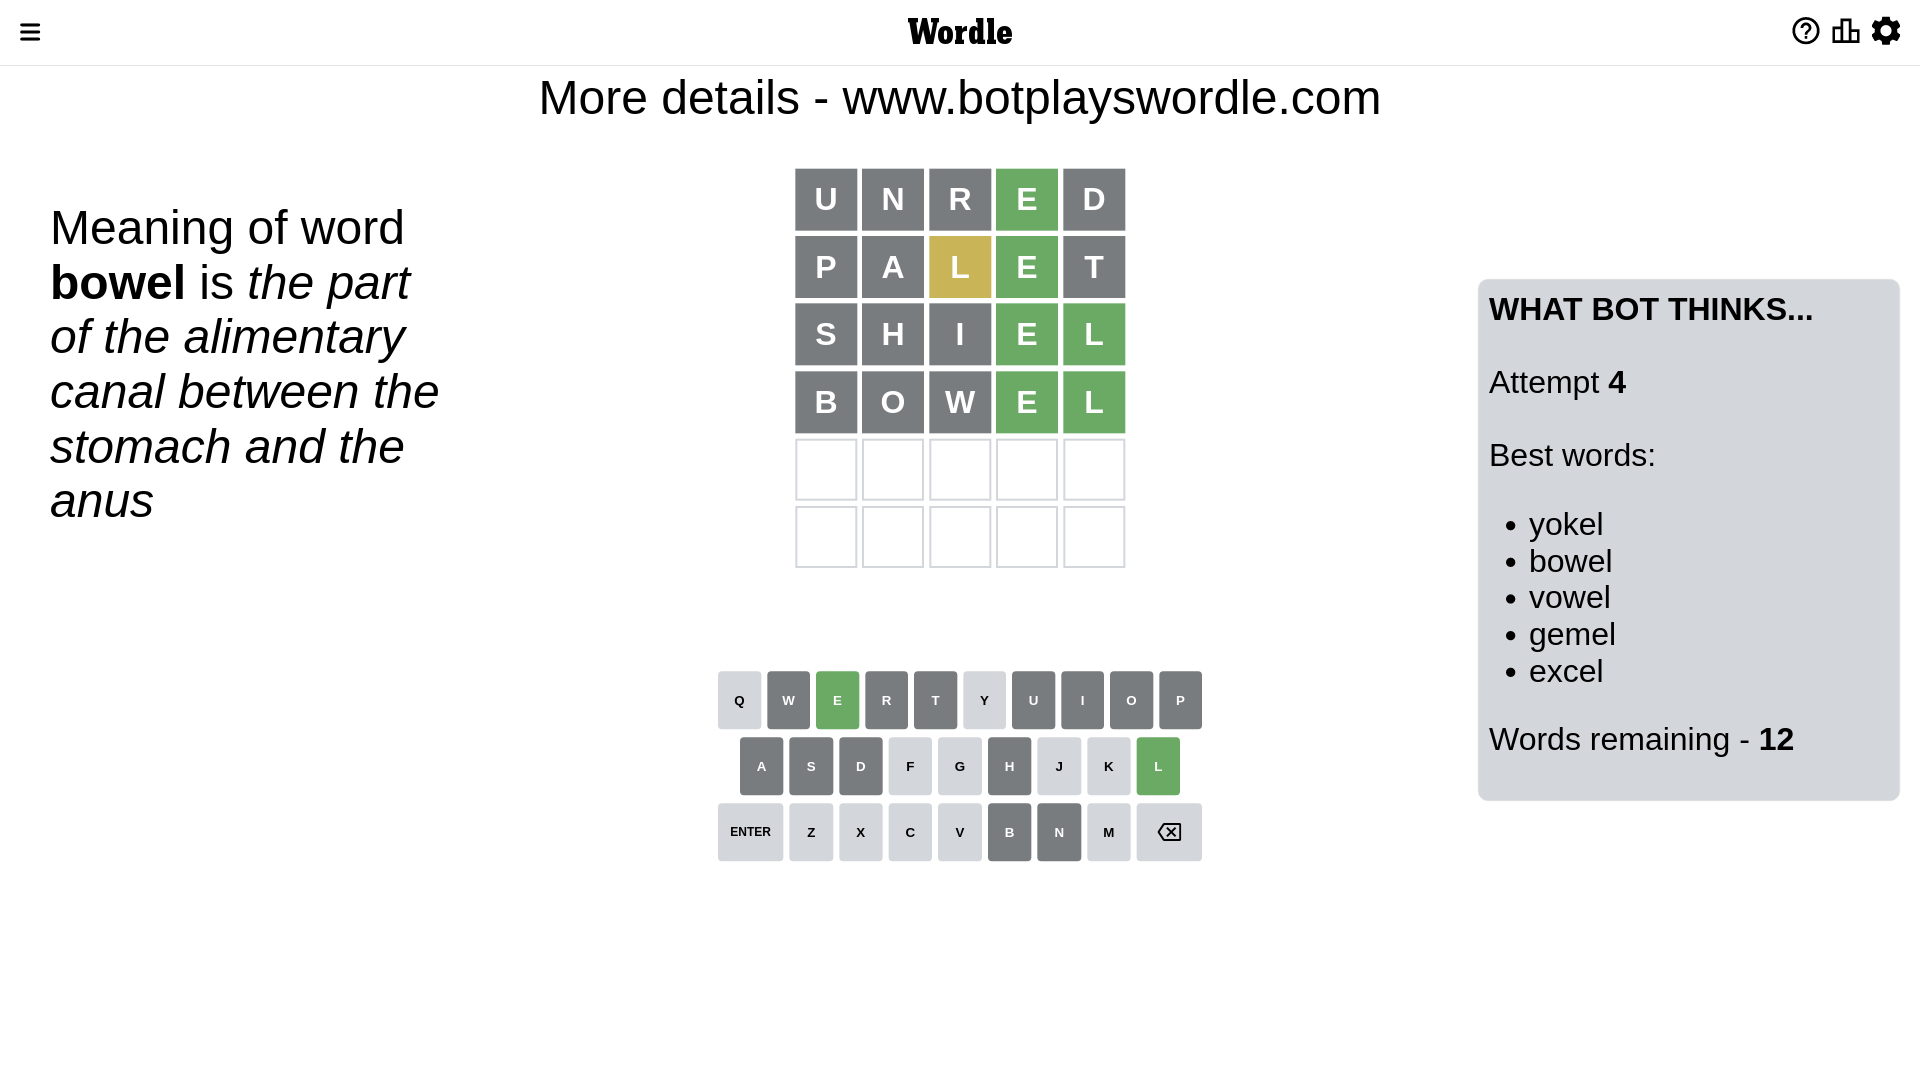 Wordle
More details - www.botplayswordle.com
Meaning of word
bowel is the part
of the alimentary
canal between the
stomach and the
anus
U N R E D
P A L E T
S H I E L
B O W E L
WHAT BOT THINKS...
Attempt 4
Best words:
• yokel
• bowel
• vowel
• gemel
• excel
Words remaining - 12
Q W E R T Y U I O P
A S D F G H J K L
ENTER Z X C V B N M